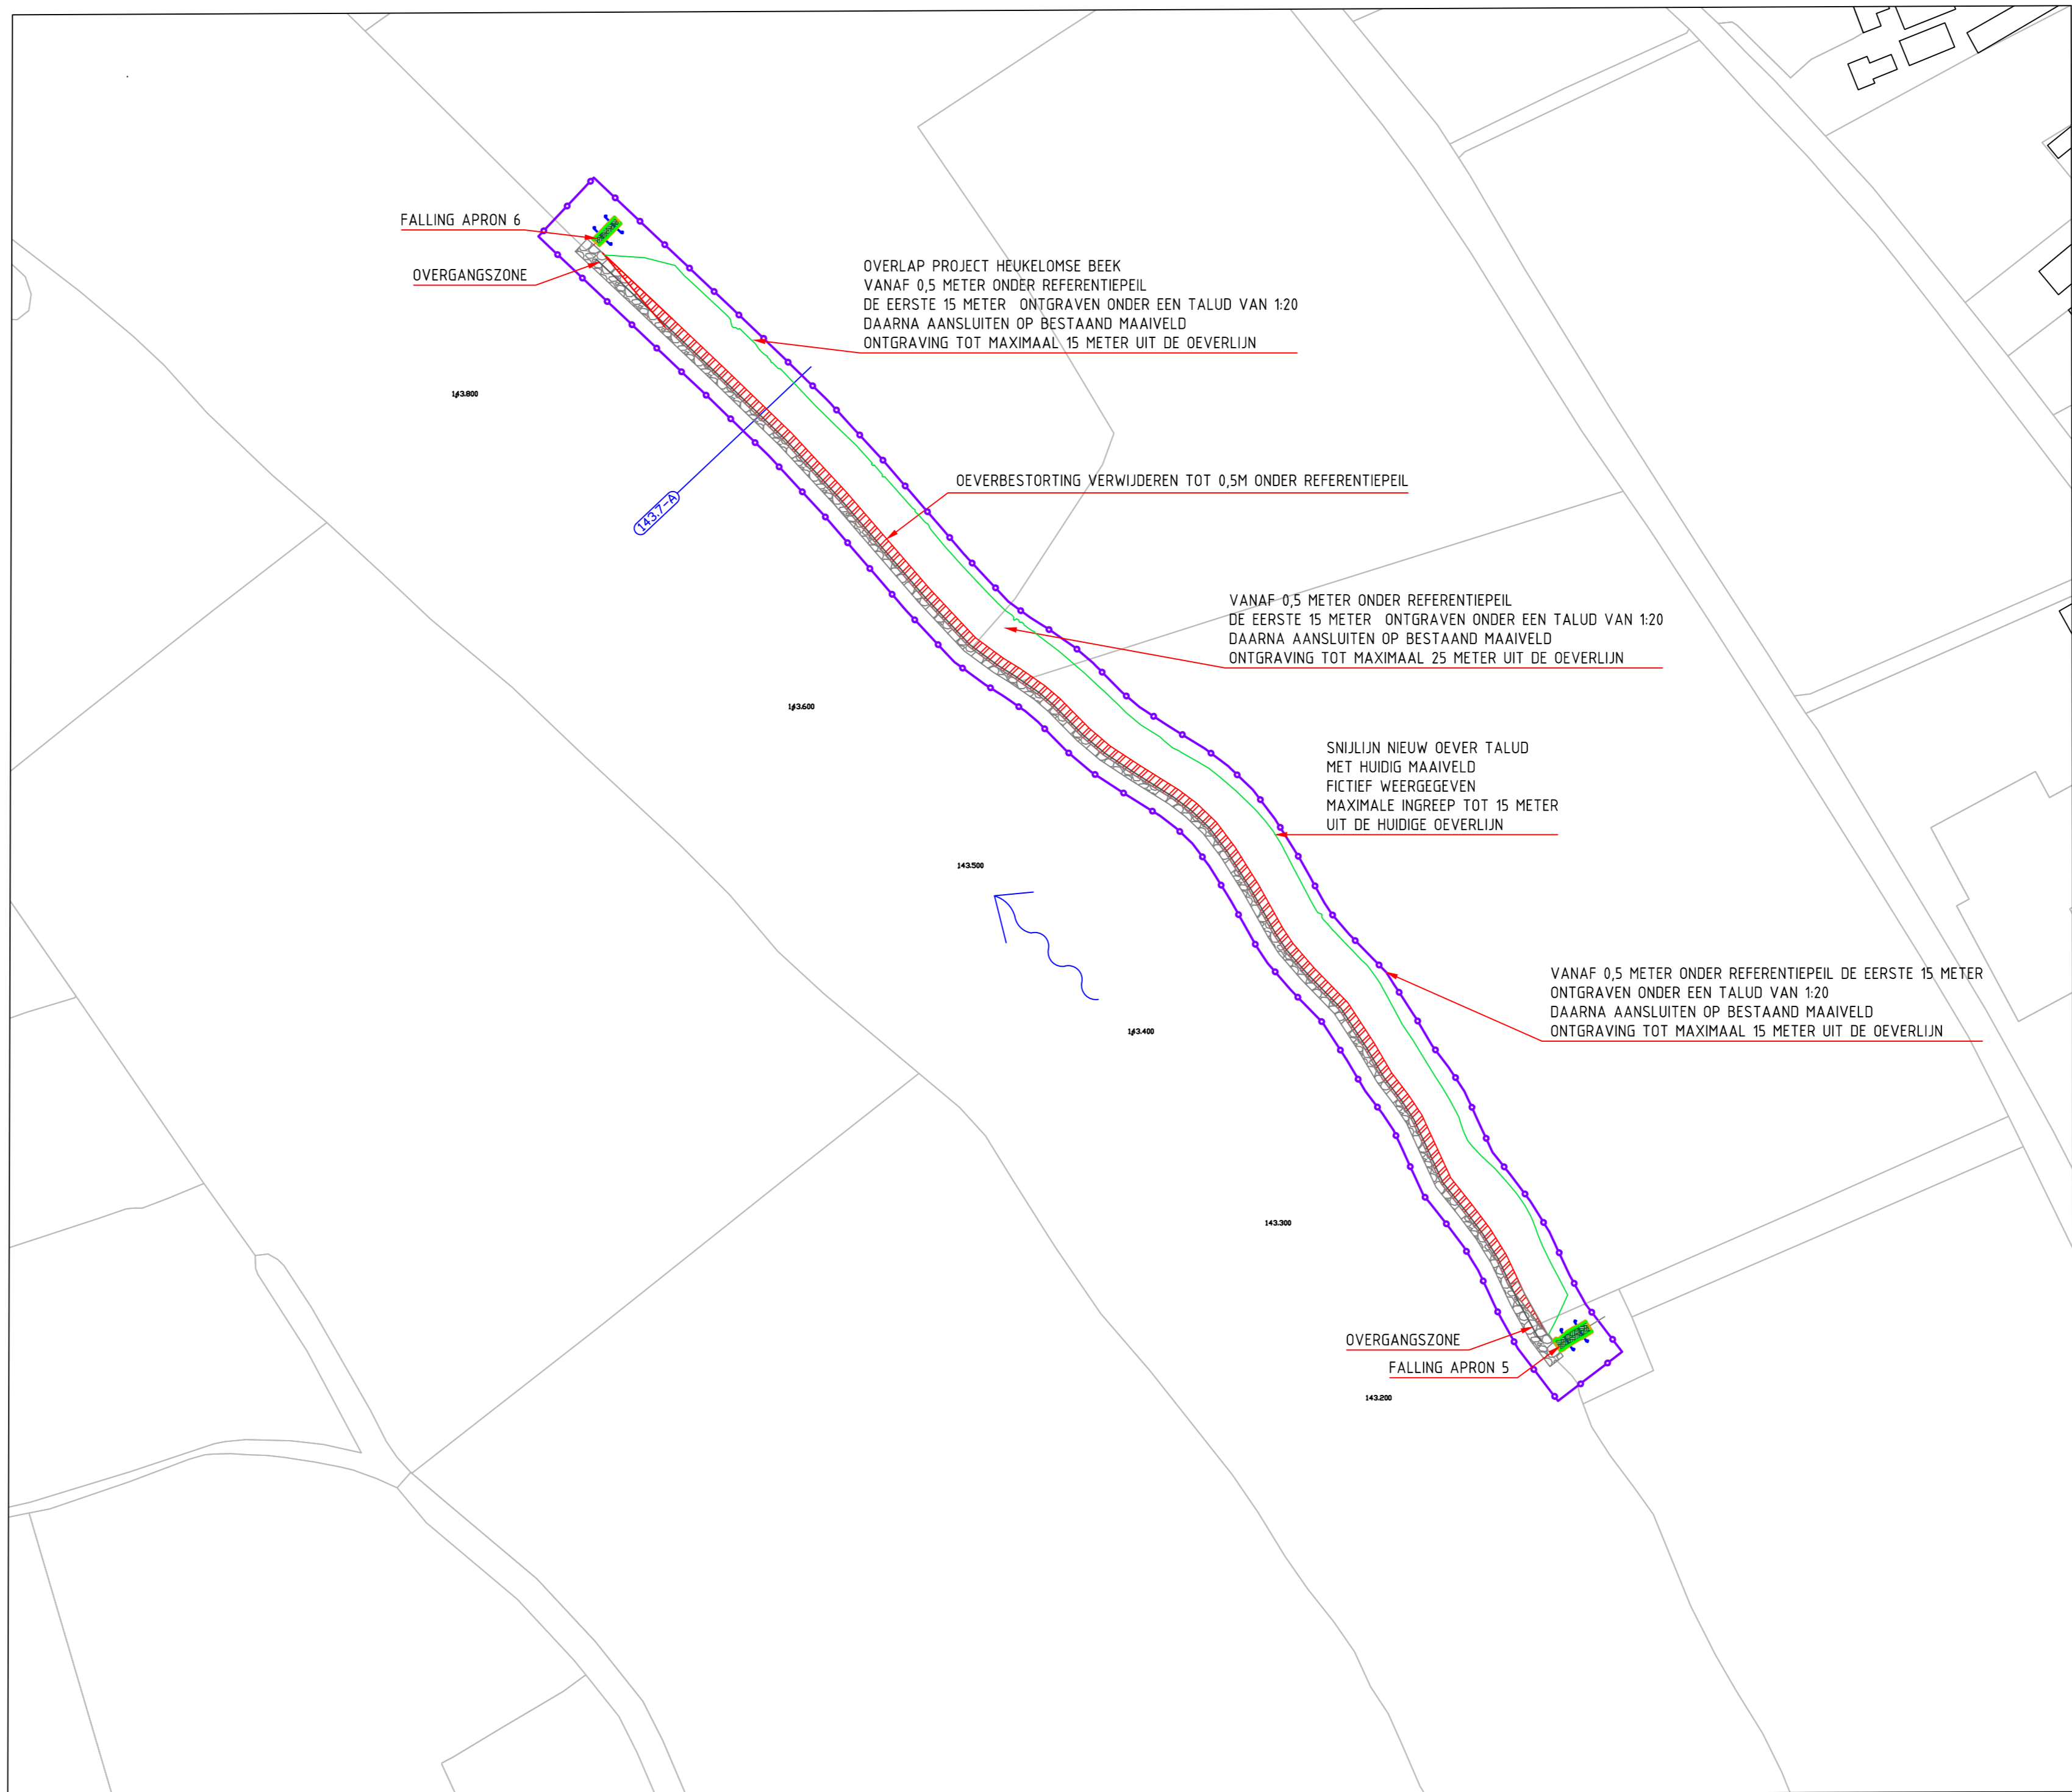 FALLING APRON 6
OVERGANGSZONE
OVERLAP PROJECT HEUKELOMSE BEEK
VANAF 0,5 METER ONDER REFERENTIEPEIL
DE EERSTE 15 METER ONTGRAVEN ONDER EEN TALUD VAN 1:20
DAARNA AANSLUITEN OP BESTAAND MAAIVELD
ONTGRAVING TOT MAXIMAAL 15 METER UIT DE OEVERLIJN
143.800
OEVERBESTORTING VERWIJDEREN TOT 0,5M ONDER REFERENTIEPEIL
143.7-A
VANAF 0,5 METER ONDER REFERENTIEPEIL
DE EERSTE 15 METER ONTGRAVEN ONDER EEN TALUD VAN 1:20
DAARNA AANSLUITEN OP BESTAAND MAAIVELD
ONTGRAVING TOT MAXIMAAL 25 METER UIT DE OEVERLIJN
143.600
SNIJLIJN NIEUW OEVER TALUD
MET HUIDIG MAAIVELD
FICTIEF WEERGEGEVEN
MAXIMALE INGREEP TOT 15 METER
UIT DE HUIDIGE OEVERLIJN
143.500
VANAF 0,5 METER ONDER REFERENTIEPEIL DE EERSTE 15 METER
ONTGRAVEN ONDER EEN TALUD VAN 1:20
DAARNA AANSLUITEN OP BESTAAND MAAIVELD
ONTGRAVING TOT MAXIMAAL 15 METER UIT DE OEVERLIJN
143.400
143.300
OVERGANGSZONE
FALLING APRON 5
143.200